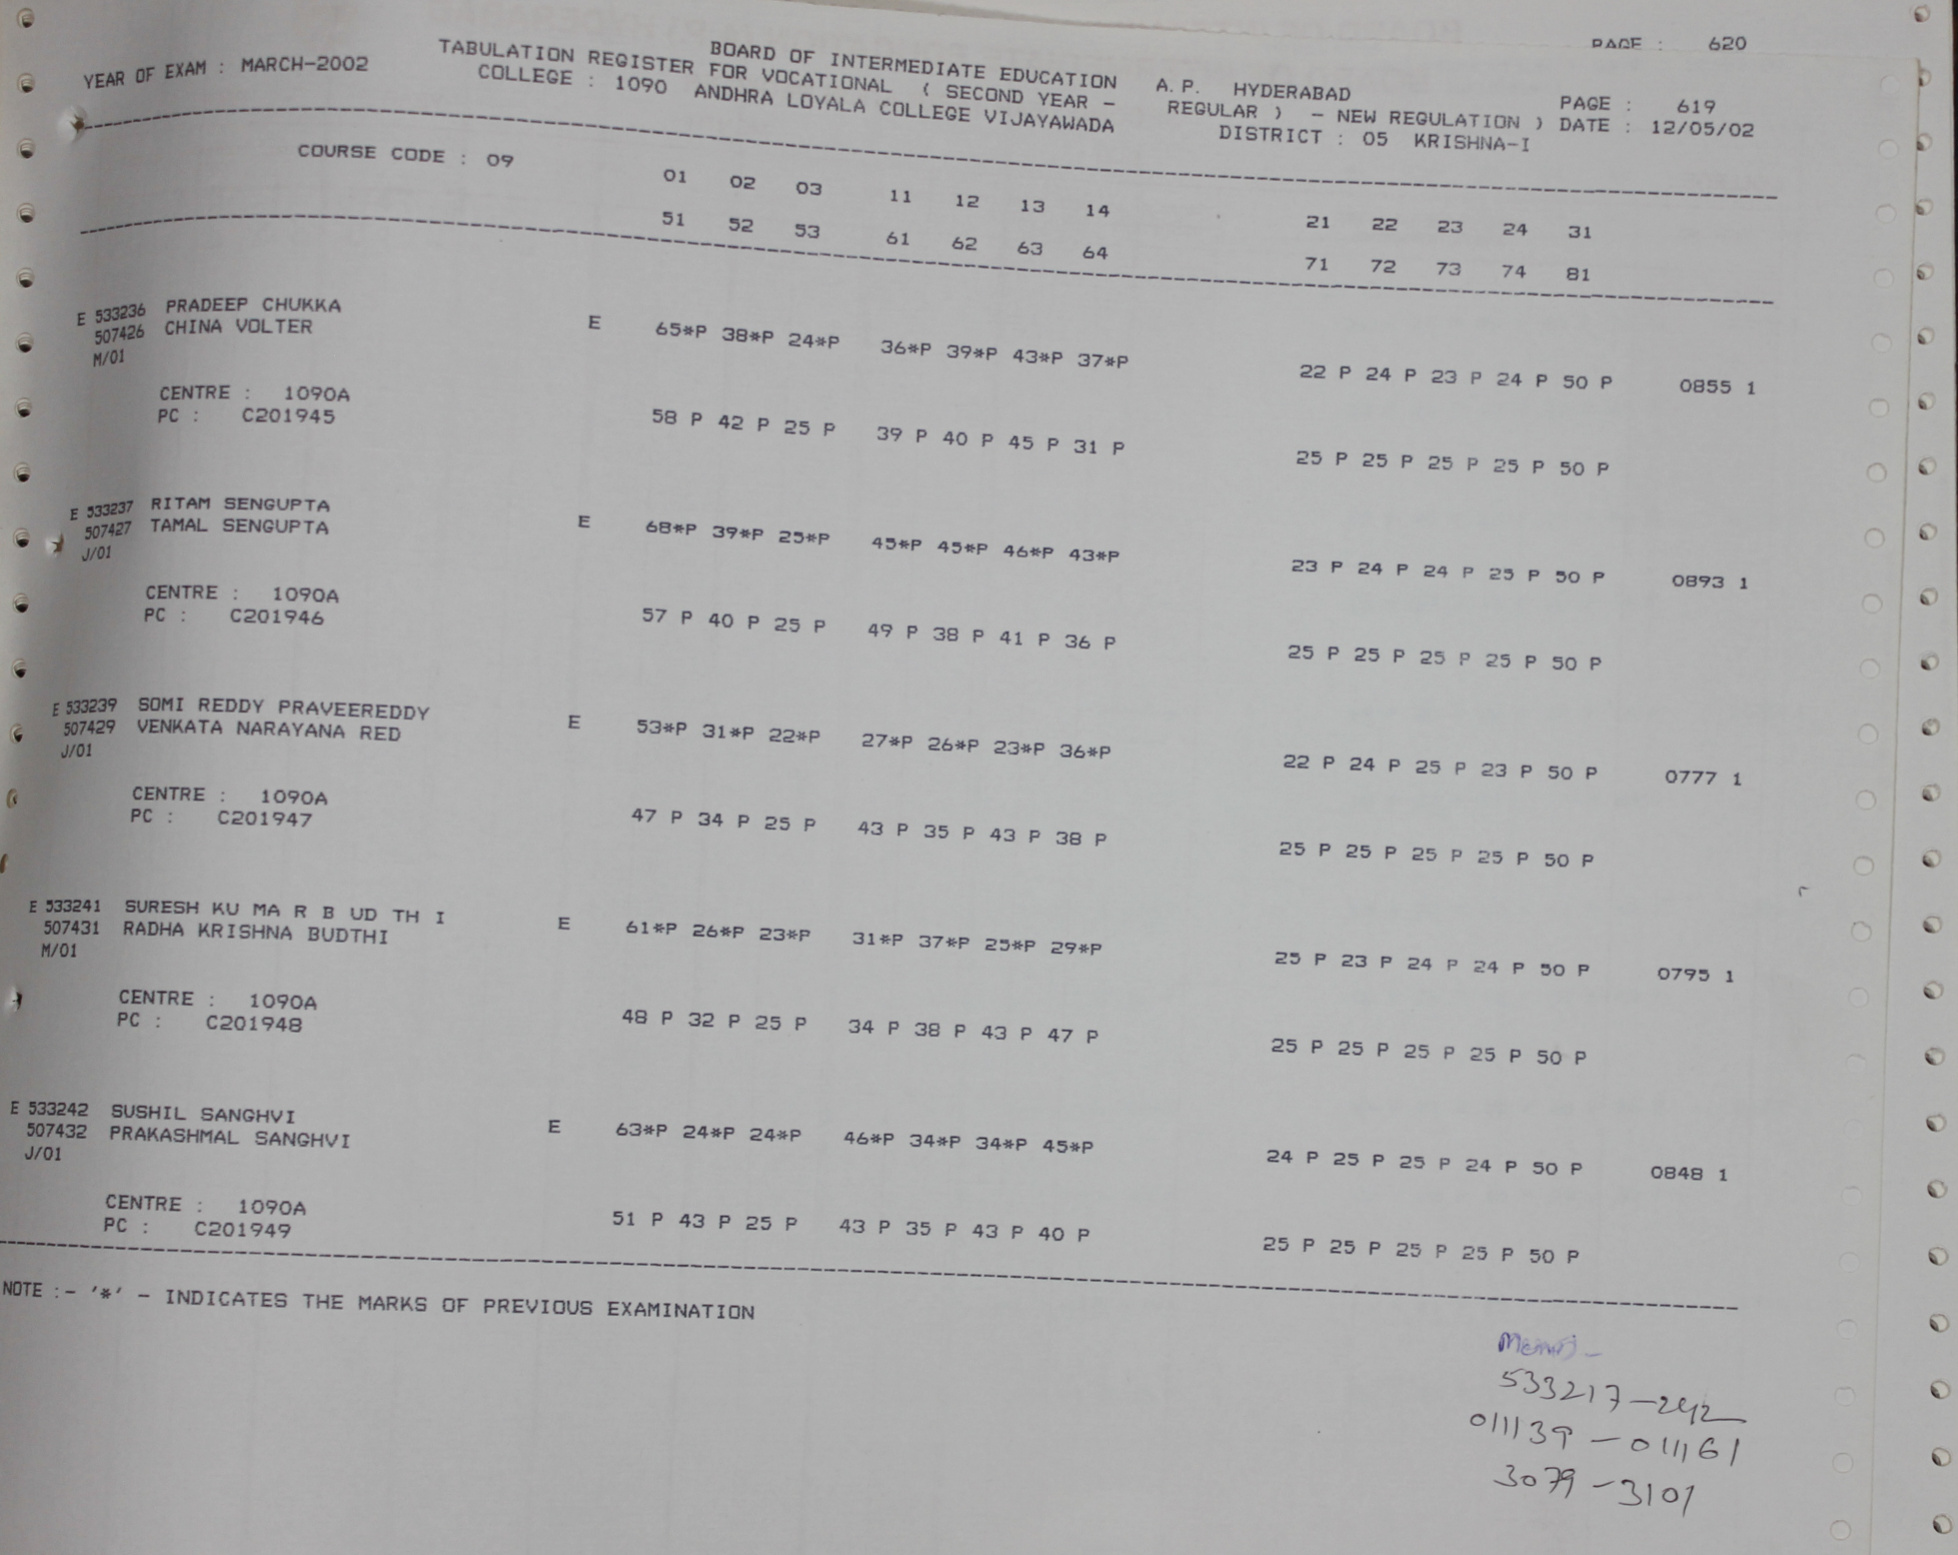 PAGE : 620
BOARD OF INTERMEDIATE EDUCATION A.P. HYDERABAD
YEAR OF EXAM : MARCH-2002 TABULATION REGISTER FOR VOCATIONAL ( SECOND YEAR - REGULAR ) - NEW REGULATION ) PAGE : 619
COLLEGE : 1090 ANDHRA LOYALA COLLEGE VIJAYAWADA DISTRICT : 05 KRISHNA-I DATE : 12/05/02
COURSE CODE : 09 01 02 03 11 12 13 14 21 22 23 24 31
51 52 53 61 62 63 64 71 72 73 74 81
E 533236 PRADEEP CHUKKA E 65*P 38*P 24*P 36*P 39*P 43*P 37*P 22 P 24 P 23 P 24 P 50 P 0855 1
507426 CHINA VOLTER
M/01
CENTRE : 1090A
PC : C201945 58 P 42 P 25 P 39 P 40 P 45 P 31 P 25 P 25 P 25 P 25 P 50 P
E 533237 RITAM SENGUPTA E 68*P 39*P 25*P 45*P 45*P 46*P 43*P 23 P 24 P 24 P 25 P 50 P 0893 1
507427 TAMAL SENGUPTA
J/01
CENTRE : 1090A
PC : C201946 57 P 40 P 25 P 49 P 38 P 41 P 36 P 25 P 25 P 25 P 25 P 50 P
E 533239 SOMI REDDY PRAVEEREDDY E 53*P 31*P 22*P 27*P 26*P 23*P 36*P 22 P 24 P 25 P 23 P 50 P 0777 1
507429 VENKATA NARAYANA RED
J/01
CENTRE : 1090A
PC : C201947 47 P 34 P 25 P 43 P 35 P 43 P 38 P 25 P 25 P 25 P 25 P 50 P
E 533241 SURESH KU MA R B UD TH I E 61*P 26*P 23*P 31*P 37*P 25*P 29*P 25 P 23 P 24 P 24 P 50 P 0795 1
507431 RADHA KRISHNA BUDTHI
M/01
CENTRE : 1090A
PC : C201948 48 P 32 P 25 P 34 P 38 P 43 P 47 P 25 P 25 P 25 P 25 P 50 P
E 533242 SUSHIL SANGHVI E 63*P 24*P 24*P 46*P 34*P 34*P 45*P 24 P 25 P 25 P 24 P 50 P 0848 1
507432 PRAKASHMAL SANGHVI
J/01
CENTRE : 1090A
PC : C201949 51 P 43 P 25 P 43 P 35 P 43 P 40 P 25 P 25 P 25 P 25 P 50 P
NOTE :- '*' - INDICATES THE MARKS OF PREVIOUS EXAMINATION
533217-242
011139 - 011161
3079 - 3101